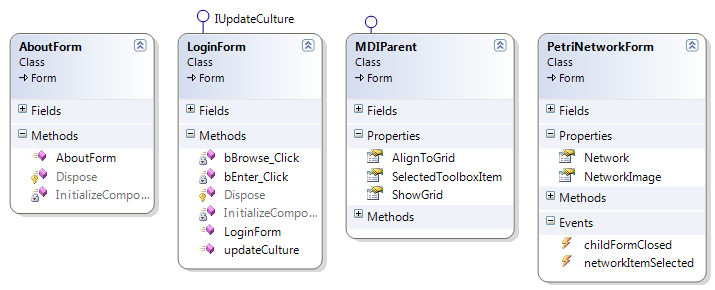 IUpdateCulture
AboutForm
Class
Form
Fields
Methods
AboutForm
Dispose
InitializeCompo...
LoginForm
Class
Form
Fields
Methods
bBrowse_Click
bEnter_Click
Dispose
InitializeCompo...
LoginForm
updateCulture
MDIParent
Class
Form
Fields
Properties
AlignToGrid
SelectedToolboxItem
ShowGrid
Methods
PetriNetworkForm
Class
Form
Fields
Properties
Network
NetworkImage
Methods
Events
childFormClosed
networkItemSelected